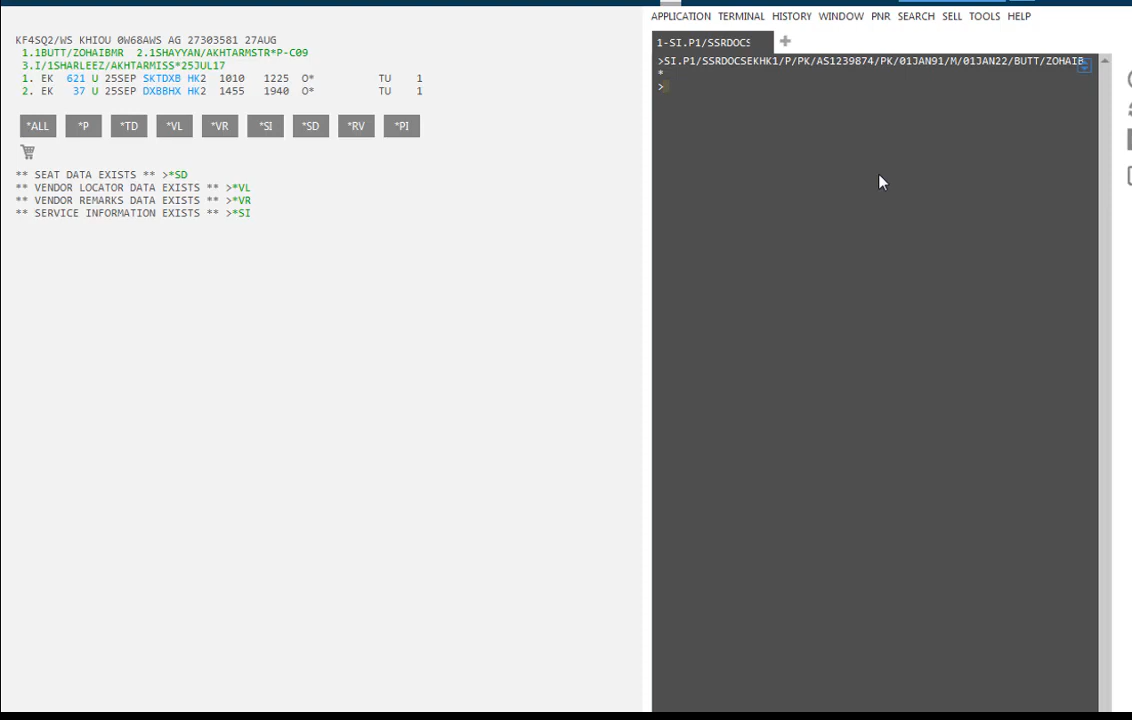 APPLICATION TERMINAL HISTORY WINDOW PNR SEARCH SELL TOOLS HELP
KF4SQ2/WS KHIOU 0W68AWS AG 27303581 27AUG
1.1BUTT/ZOHAIBMR 2.1SHAYYAN/AKHTARMSTR*P-C09
3.I/1SHARLEEZ/AKHTARMISS*25JUL17
1. EK 621 U 25SEP SKTDXB HK2 1010 1225 O* TU 1
2. EK 37 U 25SEP DXBBHX HK2 1455 1940 O* TU 1
*ALL *P *TD *VL *VR *SI *SD *RV *PI
** SEAT DATA EXISTS ** >*SD
** VENDOR LOCATOR DATA EXISTS ** >*VL
** VENDOR REMARKS DATA EXISTS ** >*VR
** SERVICE INFORMATION EXISTS ** >*SI
1-SI.P1/SSRDOCS
>SI.P1/SSRDOCSEKHK1/P/PK/AS1239874/PK/01JAN91/M/01JAN22/BUTT/ZOHAIB
*
>